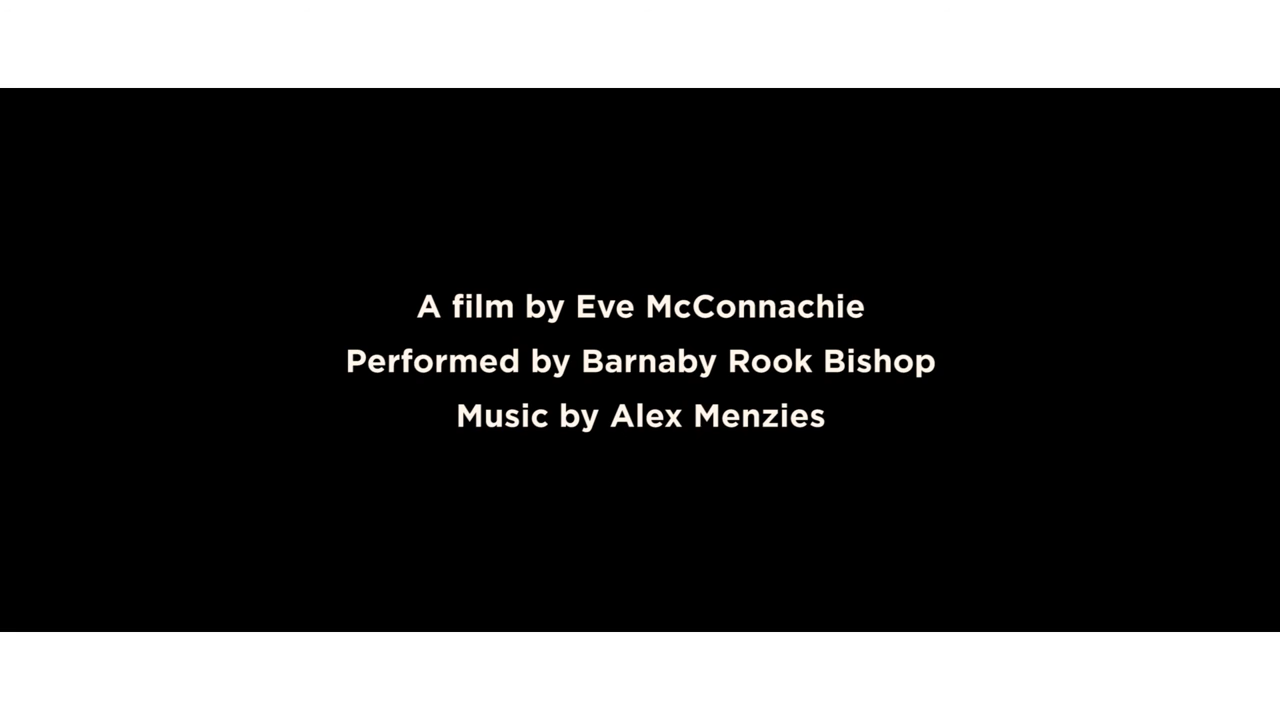 A film by Eve McConnachie
Performed by Barnaby Rook Bishop
Music by Alex Menzies